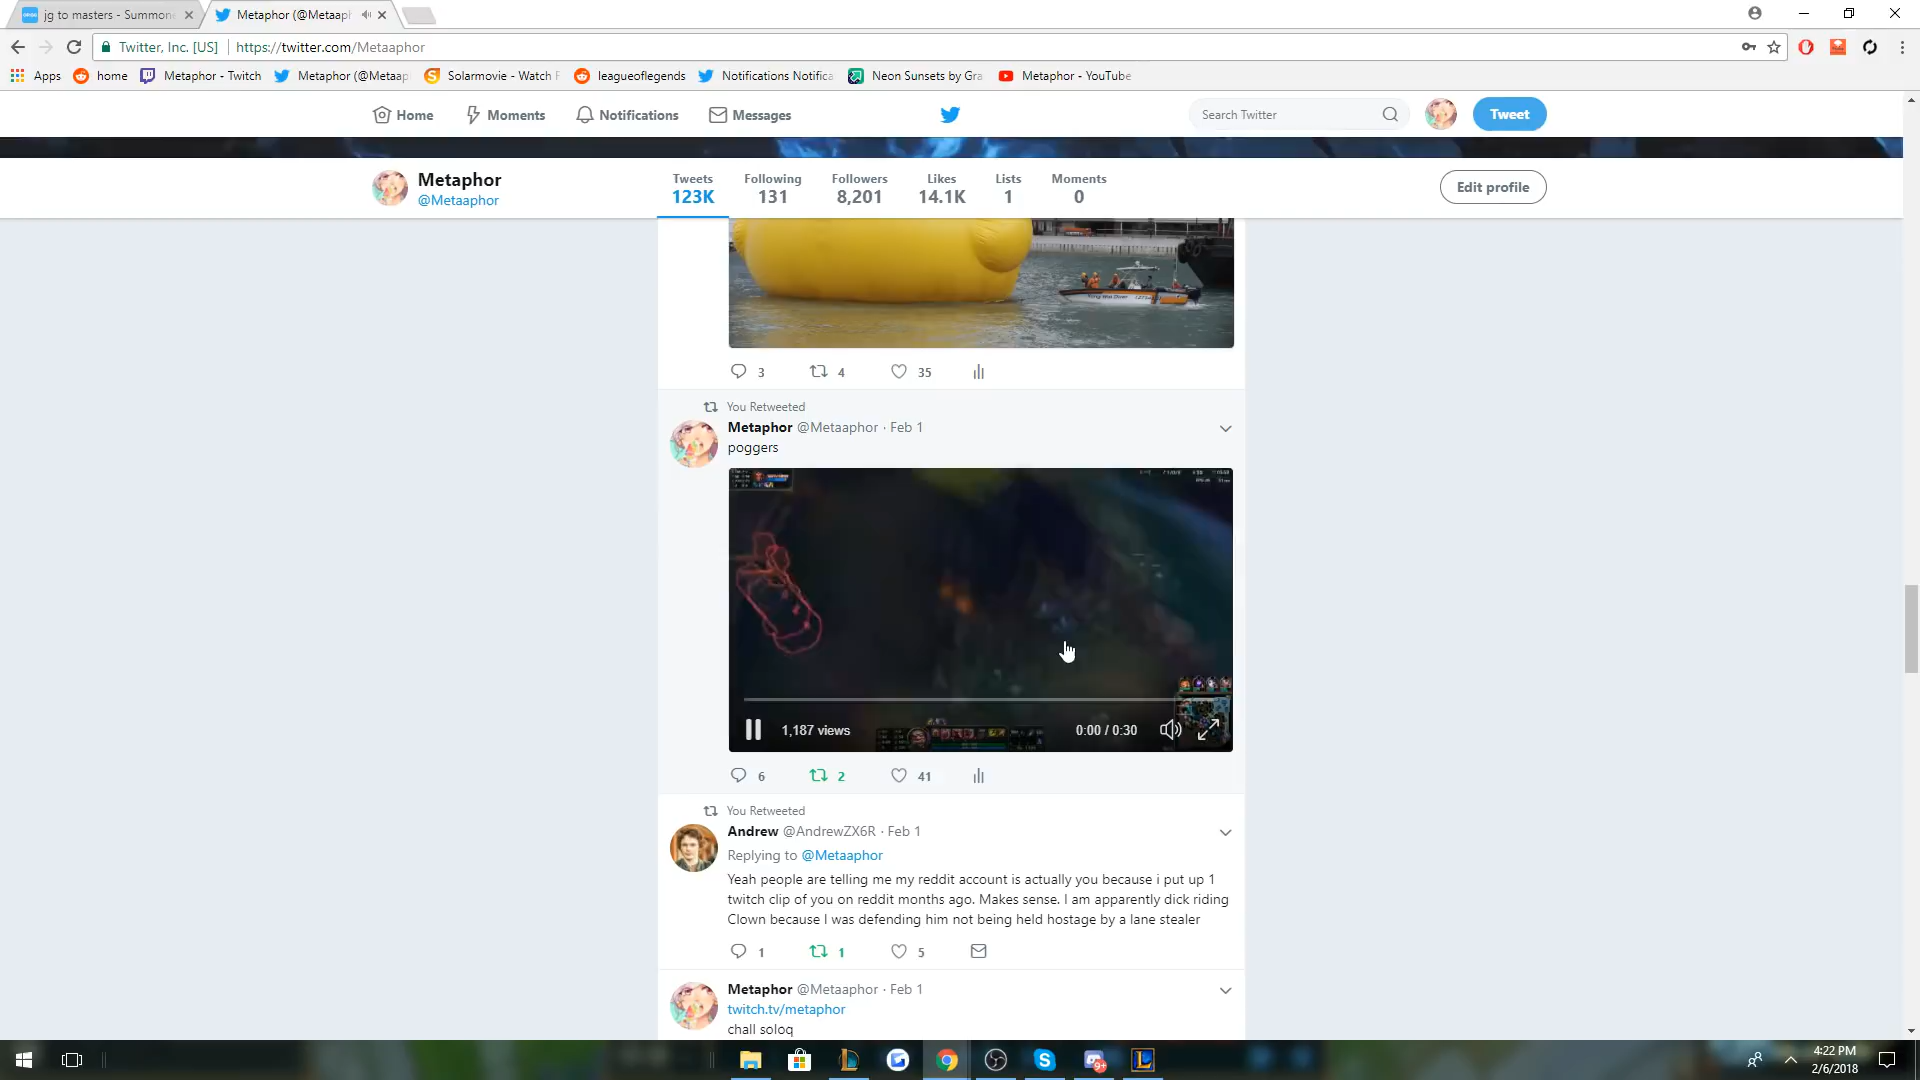 jg to masters - Summone
Metaphor (@Metaaph
Twitter, Inc. [US]
https://twitter.com/Metaaphor
Apps
home
Metaphor - Twitch
Metaphor (@Metaap
Solarmovie - Watch F
leagueoflegends
Notifications Notifica
Neon Sunsets by Gra
Metaphor - YouTube
Home
Moments
Notifications
Messages
Search Twitter
Tweet
Metaphor
@Metaaphor
Tweets
123K
Following
131
Followers
8,201
Likes
14.1K
Lists
1
Moments
0
Edit profile
3
4
35
You Retweeted
Metaphor @Metaaphor · Feb 1
poggers
1,187 views
0:00 / 0:30
6
2
41
You Retweeted
Andrew @AndrewZX6R · Feb 1
Replying to @Metaaphor
Yeah people are telling me my reddit account is actually you because i put up 1
twitch clip of you on reddit months ago. Makes sense. I am apparently dick riding
Clown because I was defending him not being held hostage by a lane stealer
1
1
5
Metaphor @Metaaphor · Feb 1
twitch.tv/metaphor
chall soloq
9+
4:22 PM
2/6/2018